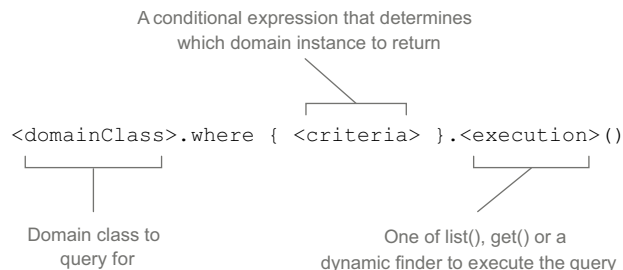 A conditional expression that determines
which domain instance to return
<domainClass>.where { <criteria> }.<execution>()
Domain class to
query for
One of list(), get() or a
dynamic finder to execute the query